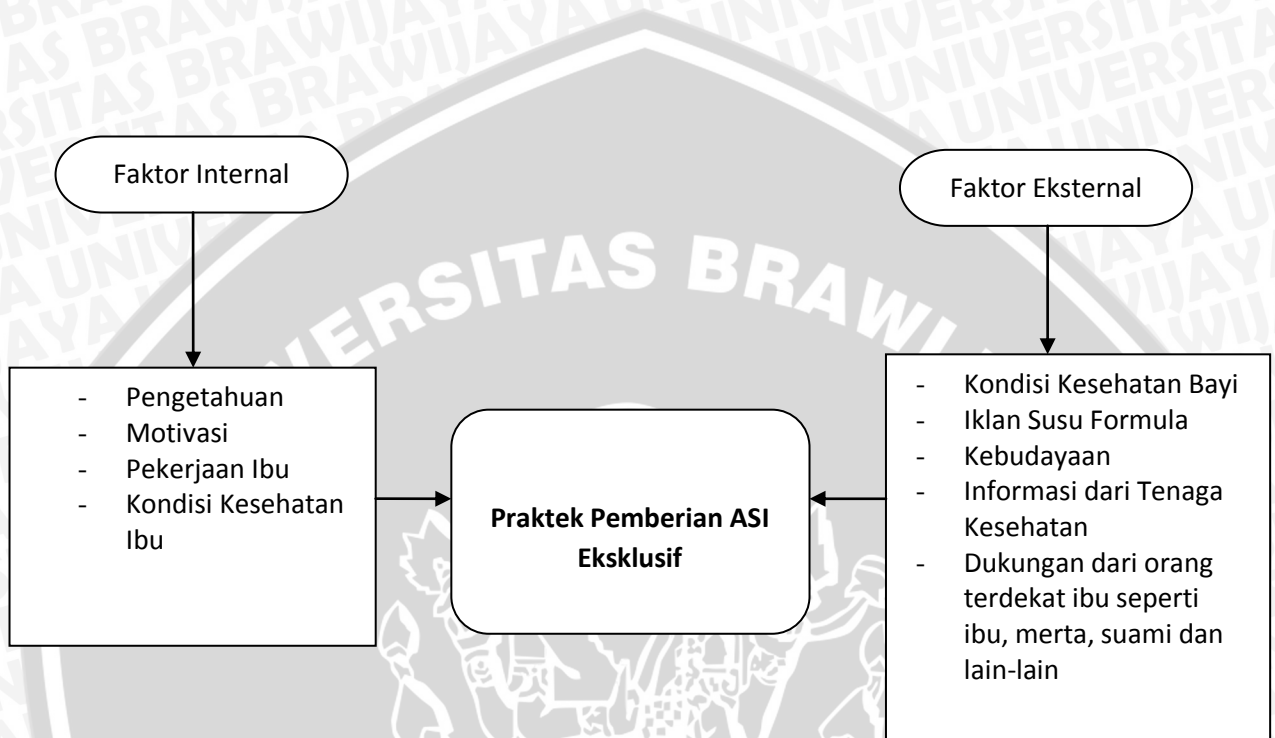 Faktor Internal
Faktor Eksternal
- Pengetahuan
- Motivasi
- Pekerjaan Ibu
- Kondisi Kesehatan
Ibu
Praktek Pemberian ASI
Eksklusif
- Kondisi Kesehatan Bayi
- Iklan Susu Formula
- Kebudayaan
- Informasi dari Tenaga
Kesehatan
- Dukungan dari orang
terdekat ibu seperti
ibu, merta, suami dan
lain-lain
UNIVERSITAS BRAWIJAYA